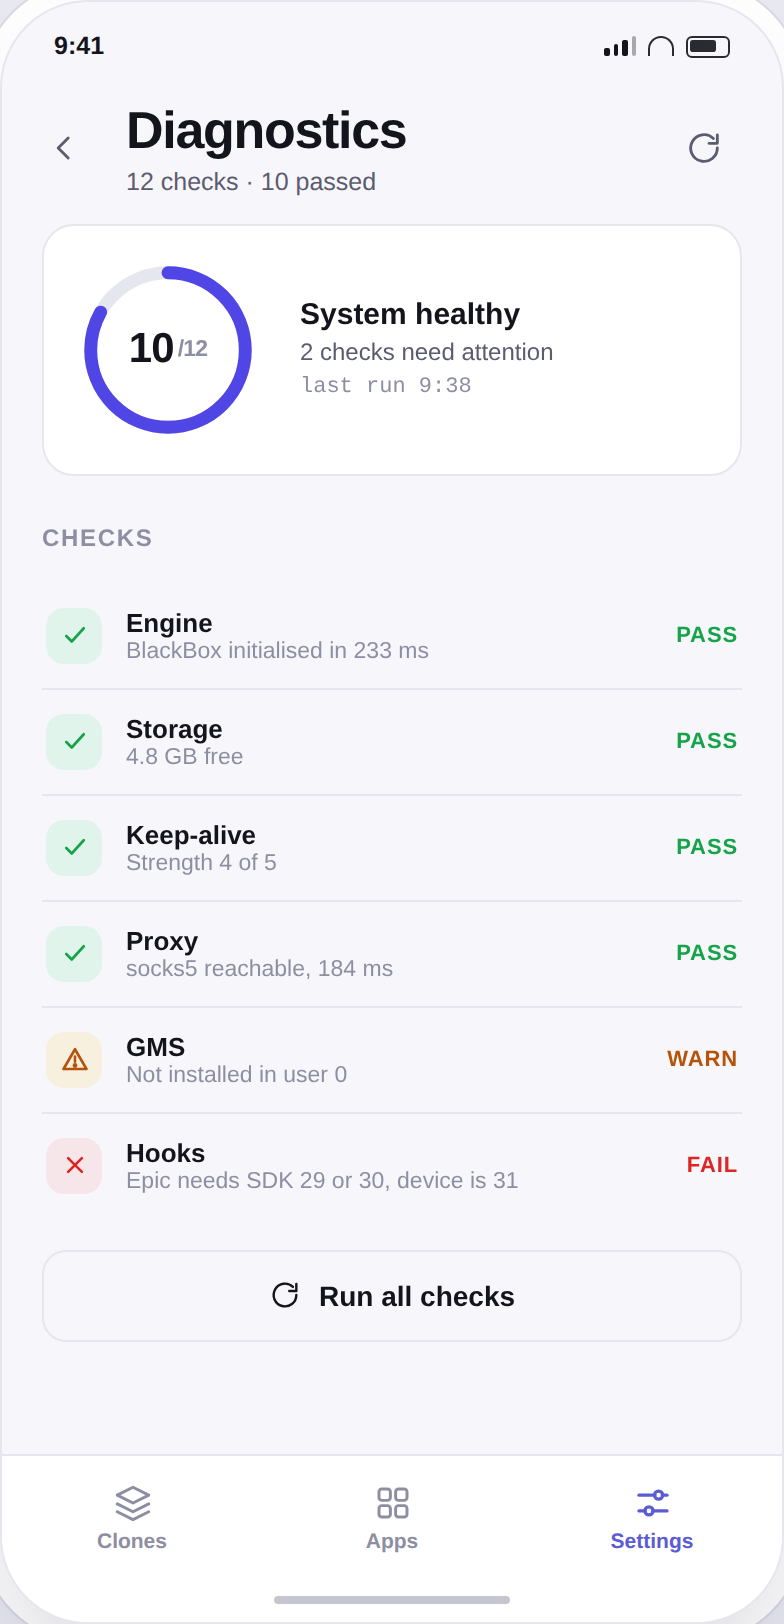 9:41
Diagnostics
12 checks · 10 passed
10/12
System healthy
2 checks need attention
last run 9:38
CHECKS
Engine
BlackBox initialised in 233 ms
PASS
Storage
4.8 GB free
PASS
Keep-alive
Strength 4 of 5
PASS
Proxy
socks5 reachable, 184 ms
PASS
GMS
Not installed in user 0
WARN
Hooks
Epic needs SDK 29 or 30, device is 31
FAIL
Run all checks
Clones
Apps
Settings